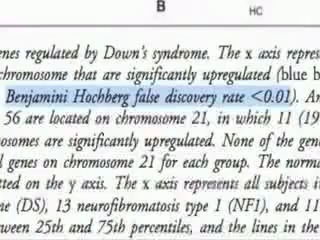 B
HC
enes regulated by Down's syndrome. The x axis repres
chromosome that are significantly upregulated (blue b
Benjamini Hochberg false discovery rate <0.01). An
56 are located on chromosome 21, in which 11 (19
osomes are significantly upregulated. None of the gen
l genes on chromosome 21 for each group. The norma
tted on the y axis. The x axis represents all subjects i
ne (DS), 13 neurofibromatosis type 1 (NF1), and 11
tween 25th and 75th percentiles, and the lines in the